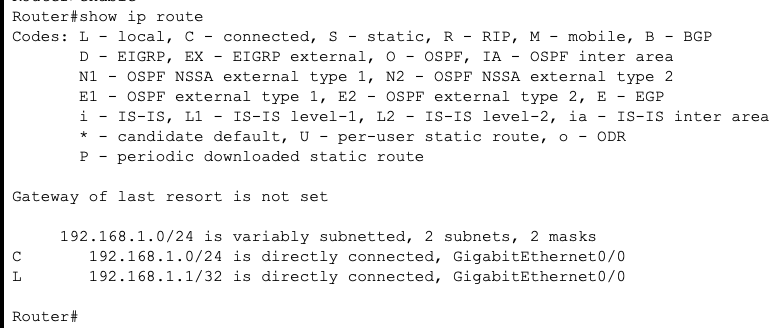 Router#show ip route
Codes: L - local, C - connected, S - static, R - RIP, M - mobile, B - BGP
       D - EIGRP, EX - EIGRP external, O - OSPF, IA - OSPF inter area
       N1 - OSPF NSSA external type 1, N2 - OSPF NSSA external type 2
       E1 - OSPF external type 1, E2 - OSPF external type 2, E - EGP
       i - IS-IS, L1 - IS-IS level-1, L2 - IS-IS level-2, ia - IS-IS inter area
       * - candidate default, U - per-user static route, o - ODR
       P - periodic downloaded static route
Gateway of last resort is not set
     192.168.1.0/24 is variably subnetted, 2 subnets, 2 masks
C       192.168.1.0/24 is directly connected, GigabitEthernet0/0
L       192.168.1.1/32 is directly connected, GigabitEthernet0/0
Router#